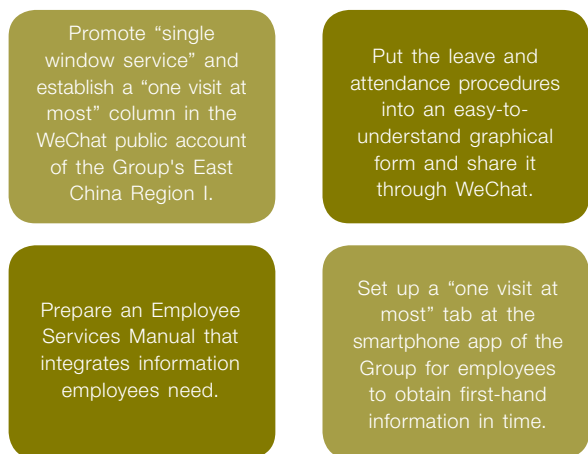 Promote “single
window service” and
establish a “one visit at
most” column in the
WeChat public account
of the Group's East
China Region I.
Put the leave and
attendance procedures
into an easy-to-
understand graphical
form and share it
through WeChat.
Prepare an Employee
Services Manual that
integrates information
employees need.
Set up a “one visit at
most” tab at the
smartphone app of the
Group for employees
to obtain first-hand
information in time.